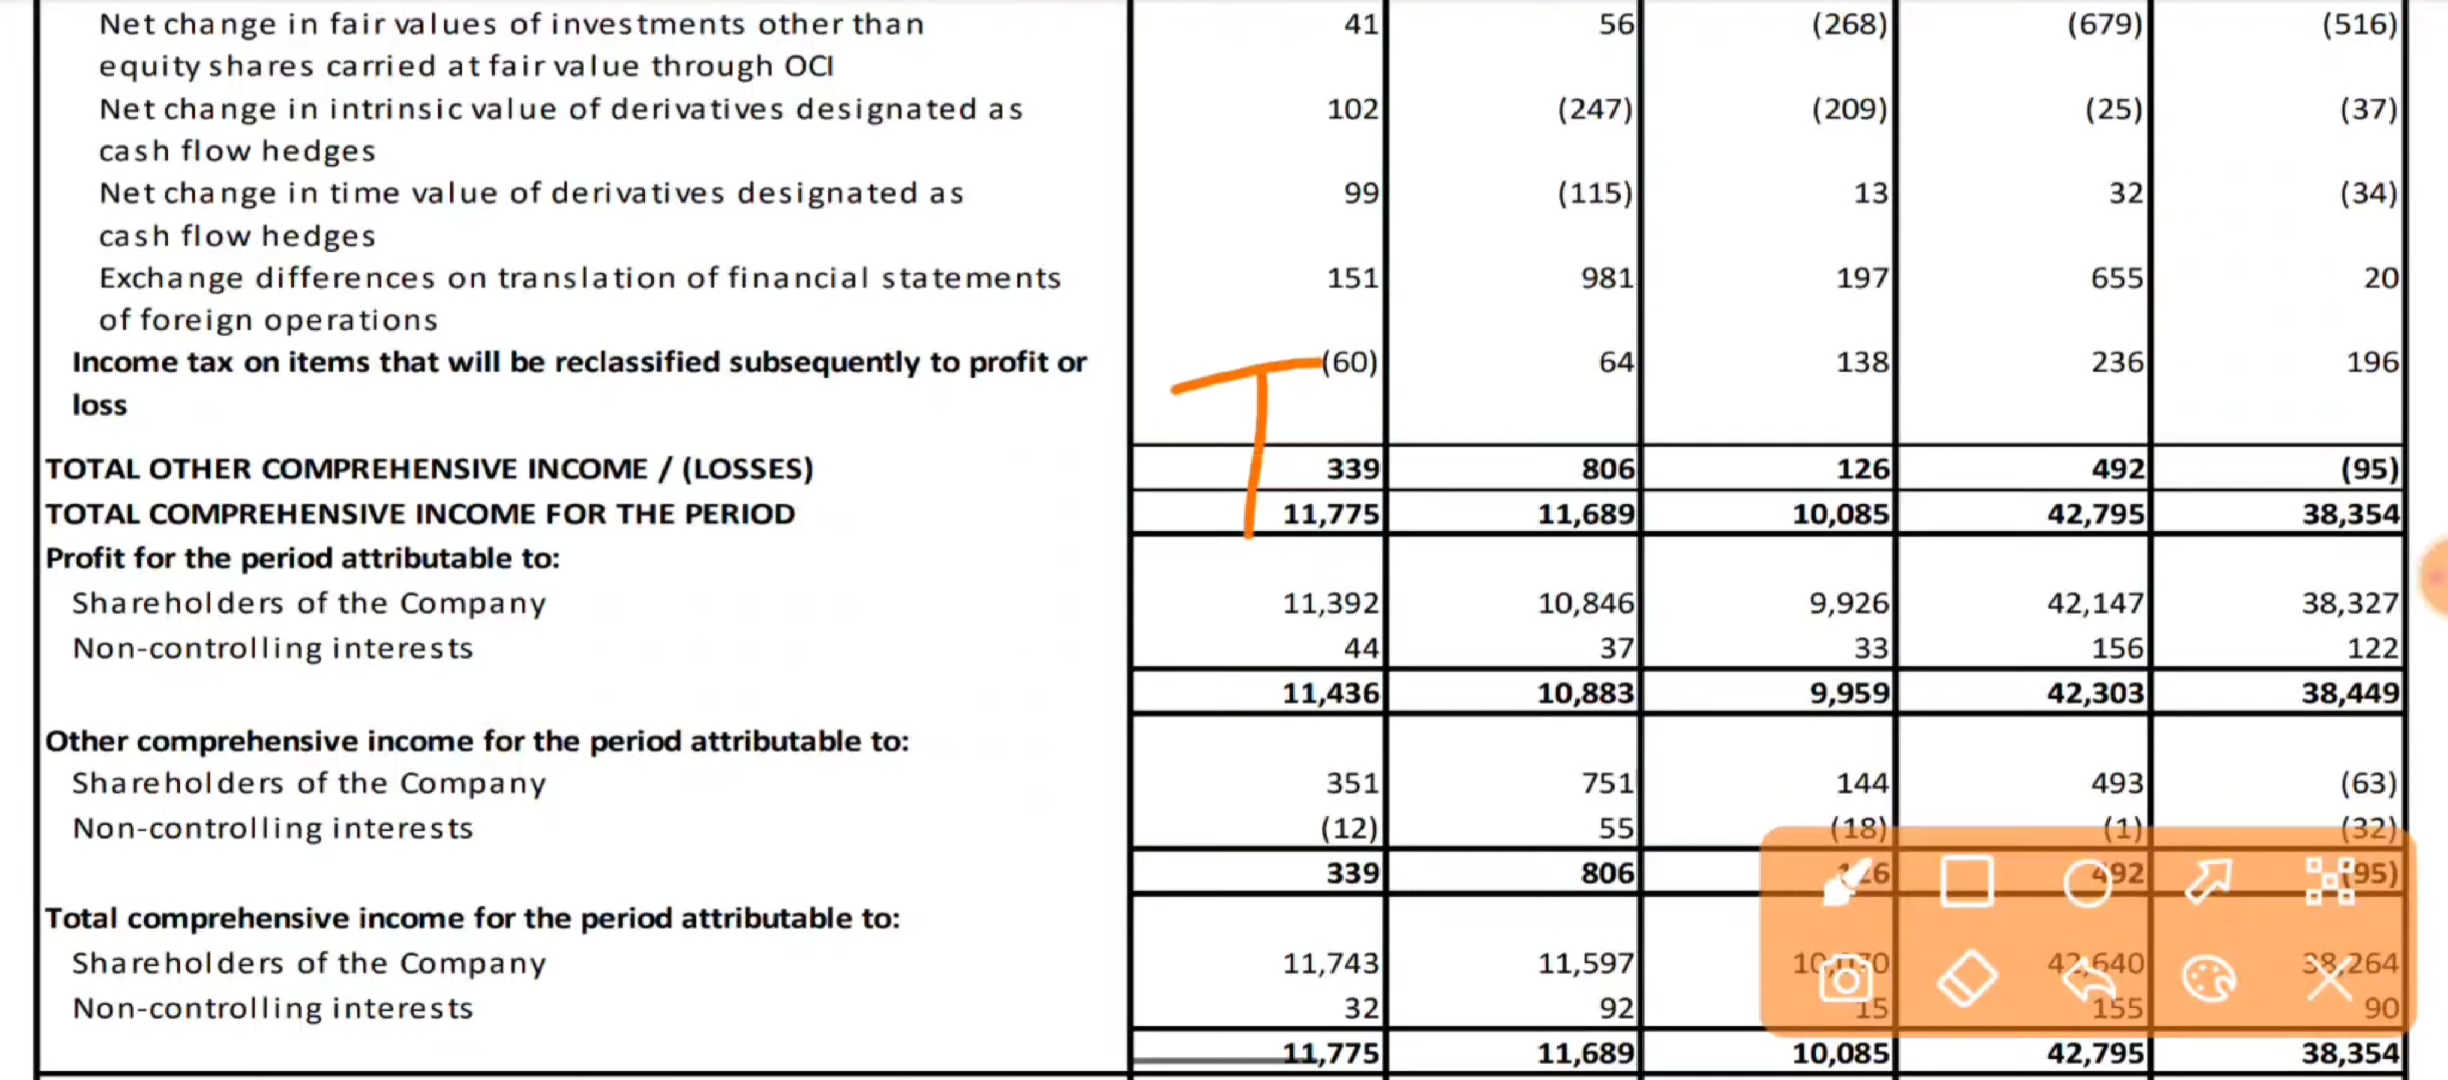 Net change in fair values of investments other than 41 56 (268) (679) (516)
equity shares carried at fair value through OCI
Net change in intrinsic value of derivatives designated as 102 (247) (209) (25) (37)
cash flow hedges
Net change in time value of derivatives designated as 99 (115) 13 32 (34)
cash flow hedges
Exchange differences on translation of financial statements 151 981 197 655 20
of foreign operations
Income tax on items that will be reclassified subsequently to profit or (60) 64 138 236 196
loss
TOTAL OTHER COMPREHENSIVE INCOME / (LOSSES) 339 806 126 492 (95)
TOTAL COMPREHENSIVE INCOME FOR THE PERIOD 11,775 11,689 10,085 42,795 38,354
Profit for the period attributable to:
Shareholders of the Company 11,392 10,846 9,926 42,147 38,327
Non-controlling interests 44 37 33 156 122
11,436 10,883 9,959 42,303 38,449
Other comprehensive income for the period attributable to:
Shareholders of the Company 351 751 144 493 (63)
Non-controlling interests (12) 55 (18) (1) (32)
339 806 492 (95)
Total comprehensive income for the period attributable to:
Shareholders of the Company 11,743 11,597 42,640 38,264
Non-controlling interests 32 92 15 155 90
11,775 11,689 10,085 42,795 38,354